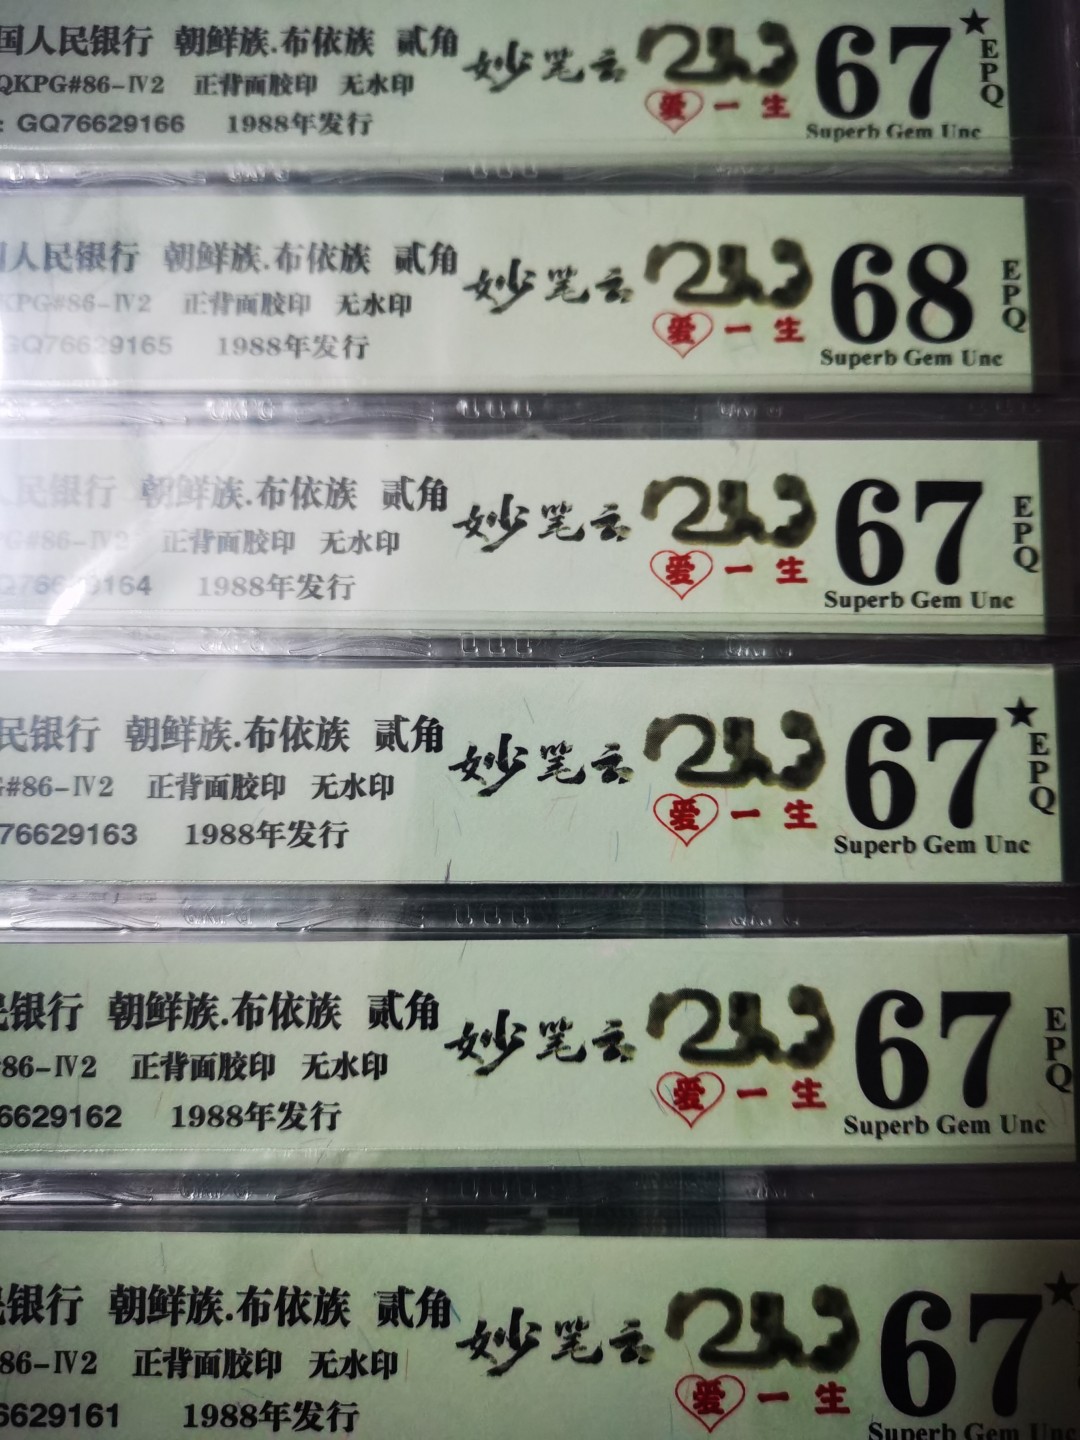 国人民银行 朝鲜族.布依族 贰角
QKPG#86-Ⅳ2 正背面胶印 无水印
: GQ76629166 1988年发行
妙笔云
爱一生
67★
EPQ
Superb Gem Unc
人民银行 朝鲜族.布依族 贰角
KPG#86-Ⅳ2 正背面胶印 无水印
GQ76629165 1988年发行
妙笔云
爱一生
68
EPQ
Superb Gem Unc
人民银行 朝鲜族.布依族 贰角
PG#86-Ⅳ2 正背面胶印 无水印
Q76629164 1988年发行
妙笔云
爱一生
67
EPQ
Superb Gem Unc
民银行 朝鲜族.布依族 贰角
G#86-Ⅳ2 正背面胶印 无水印
76629163 1988年发行
妙笔云
爱一生
67★
EPQ
Superb Gem Unc
民银行 朝鲜族.布依族 贰角
#86-Ⅳ2 正背面胶印 无水印
6629162 1988年发行
妙笔云
爱一生
67
EPQ
Superb Gem Unc
民银行 朝鲜族.布依族 贰角
86-Ⅳ2 正背面胶印 无水印
6629161 1988年发行
妙笔云
爱一生
67★
Superb Gem Unc